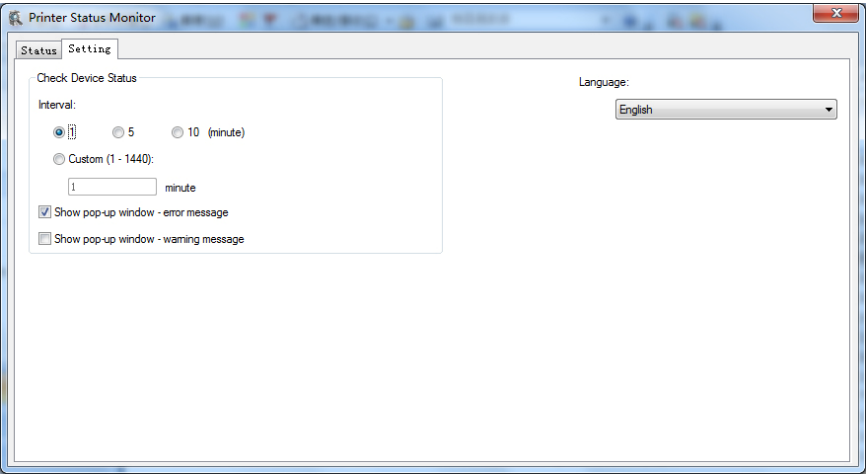 Printer Status Monitor
Status Setting
Check Device Status
Language:
Interval:
English
1 5 10 (minute)
Custom (1 - 1440):
1 minute
Show pop-up window - error message
Show pop-up window - warning message